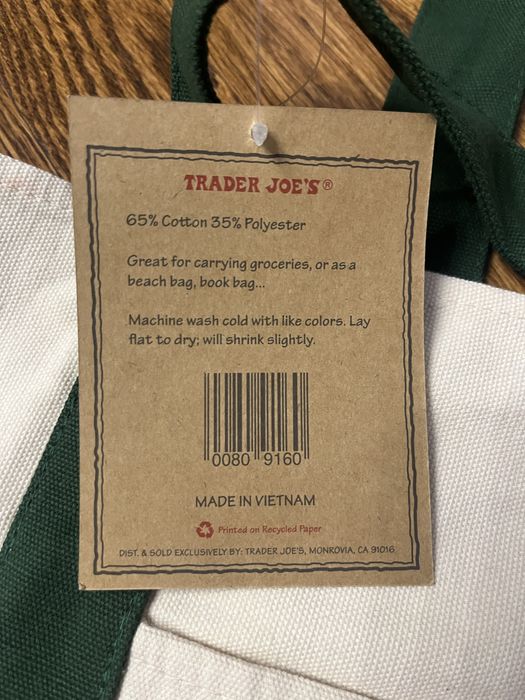 TRADER JOE'S®
65% Cotton 35% Polyester
Great for carrying groceries, or as a
beach bag, book bag...
Machine wash cold with like colors. Lay
flat to dry; will shrink slightly.
0080 9160
MADE IN VIETNAM
Printed on Recycled Paper
DIST. & SOLD EXCLUSIVELY BY: TRADER JOE'S, MONROVIA, CA 91016